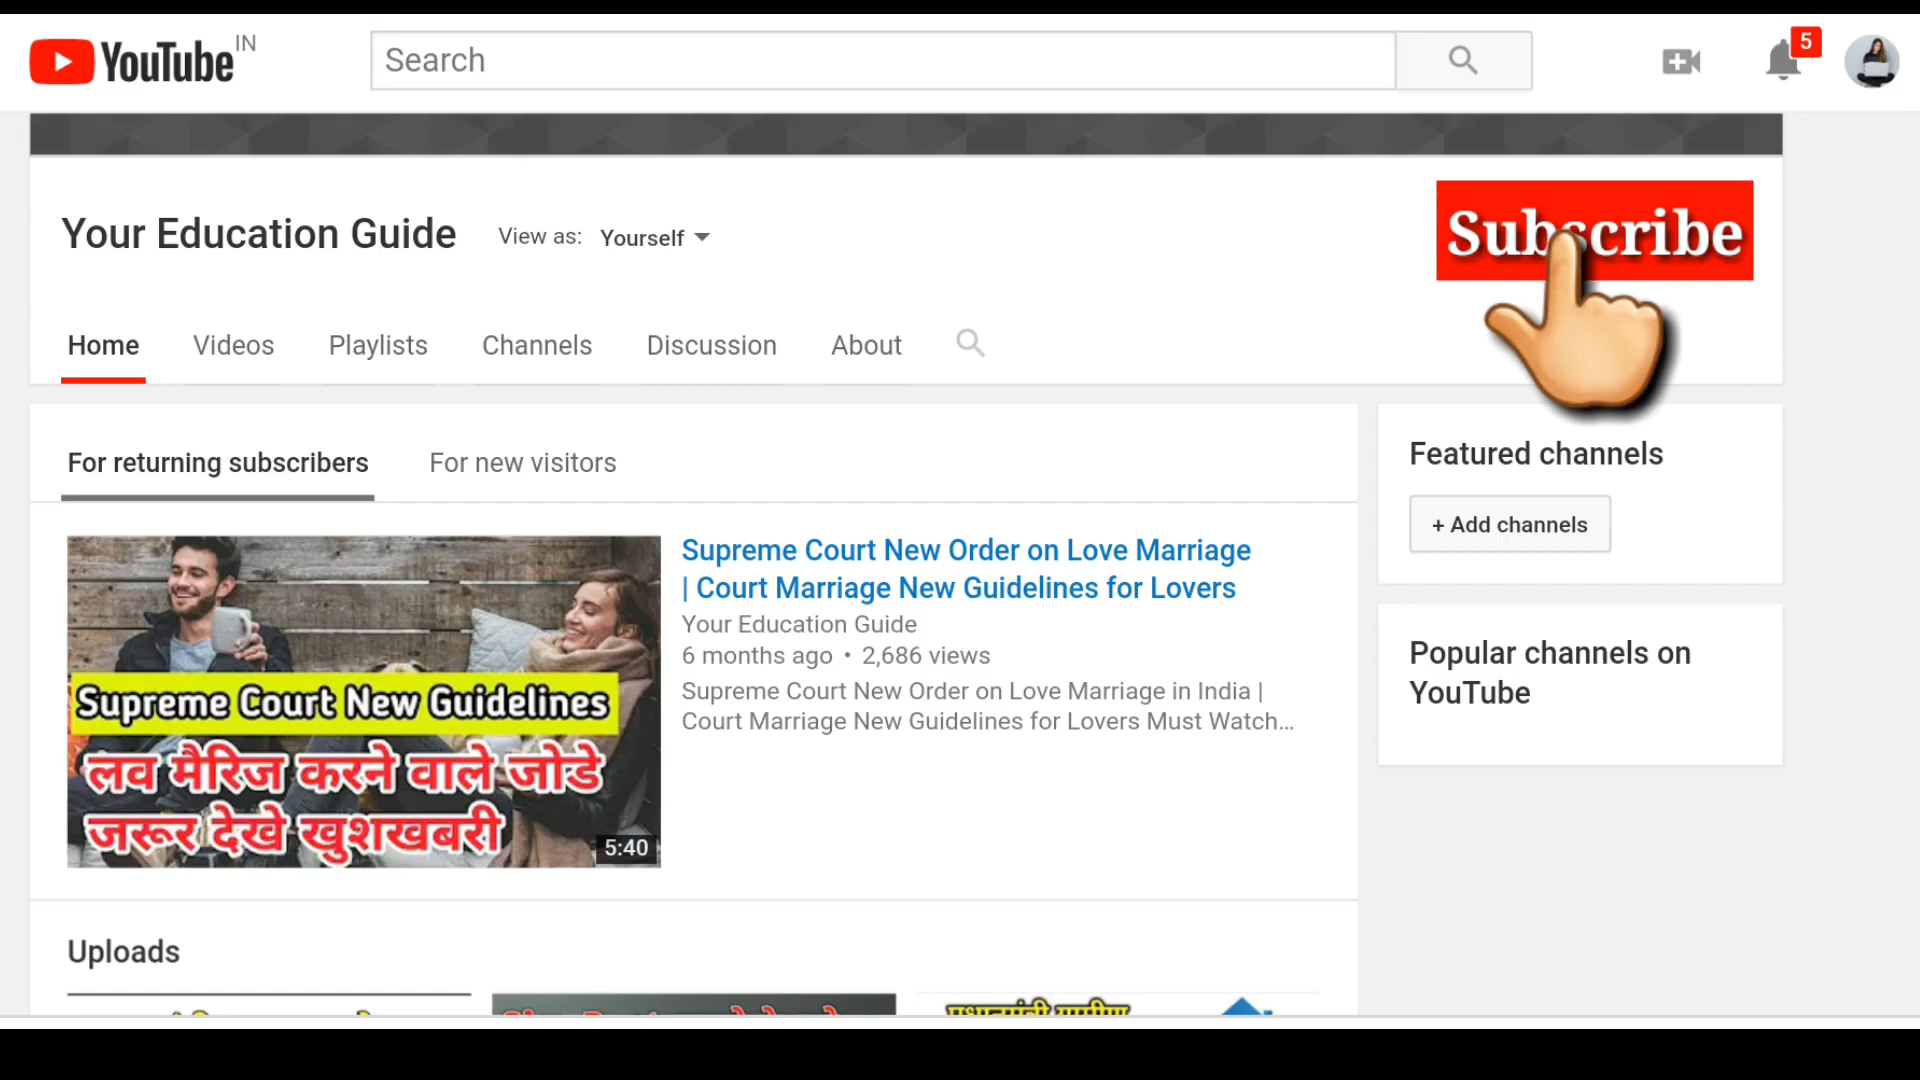 YouTube IN
Search
5
Your Education Guide
View as: Yourself
Subscribe
Home Videos Playlists Channels Discussion About
For returning subscribers For new visitors
Supreme Court New Guidelines
लव मैरिज करने वाले जोडे
जरूर देखे खुशखबरी
5:40
Supreme Court New Order on Love Marriage
| Court Marriage New Guidelines for Lovers
Your Education Guide
6 months ago • 2,686 views
Supreme Court New Order on Love Marriage in India |
Court Marriage New Guidelines for Lovers Must Watch...
Featured channels
+ Add channels
Popular channels on
YouTube
Uploads
प्रधानमंत्री ग्रामीण